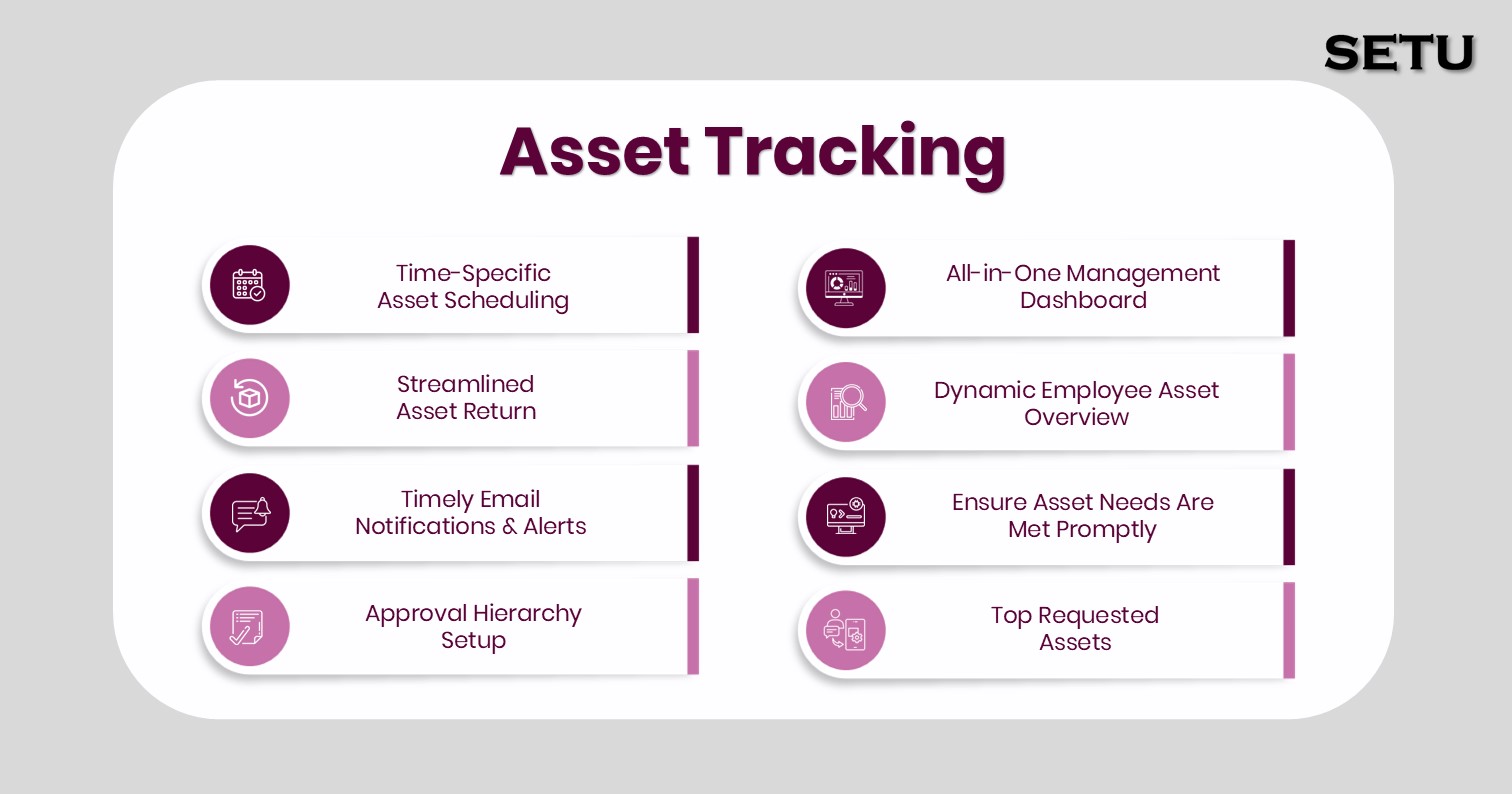 SETU
Asset Tracking
Time-Specific
Asset Scheduling
Streamlined
Asset Return
Timely Email
Notifications & Alerts
Approval Hierarchy
Setup
All-in-One Management
Dashboard
Dynamic Employee Asset
Overview
Ensure Asset Needs Are
Met Promptly
Top Requested
Assets